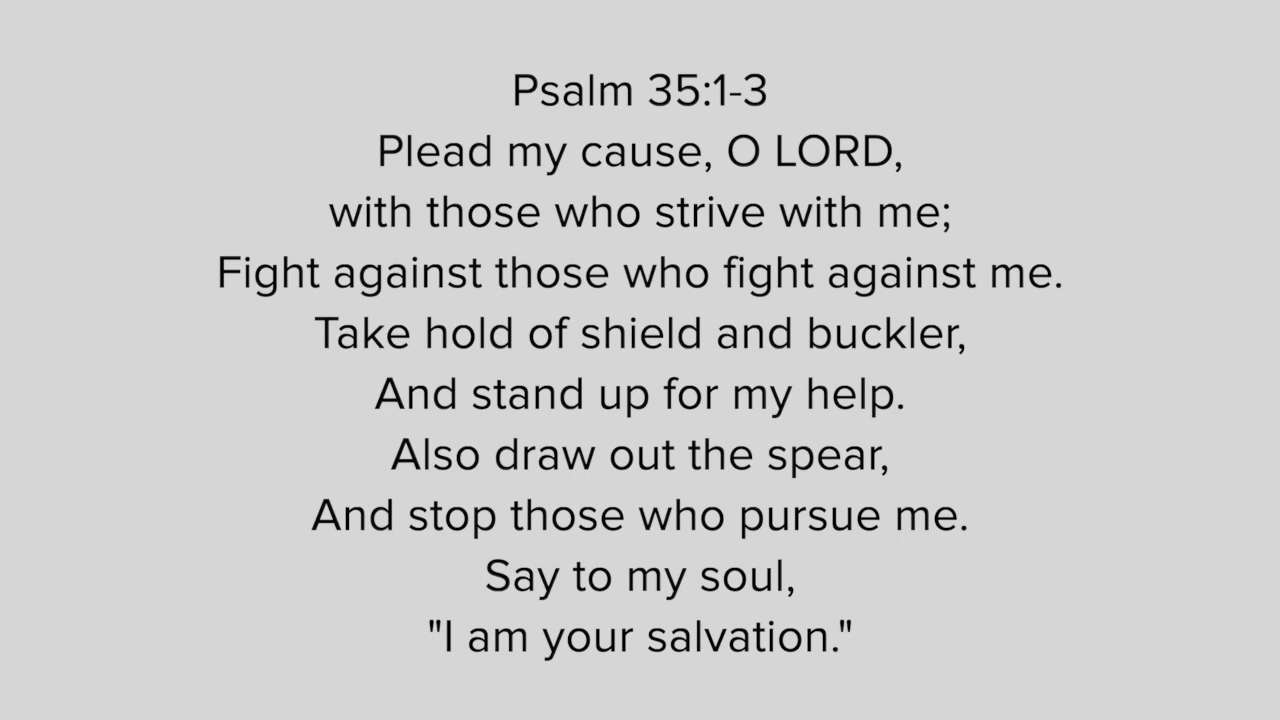 Psalm 35:1-3
Plead my cause, O LORD,
with those who strive with me;
Fight against those who fight against me.
Take hold of shield and buckler,
And stand up for my help.
Also draw out the spear,
And stop those who pursue me.
Say to my soul,
"I am your salvation."